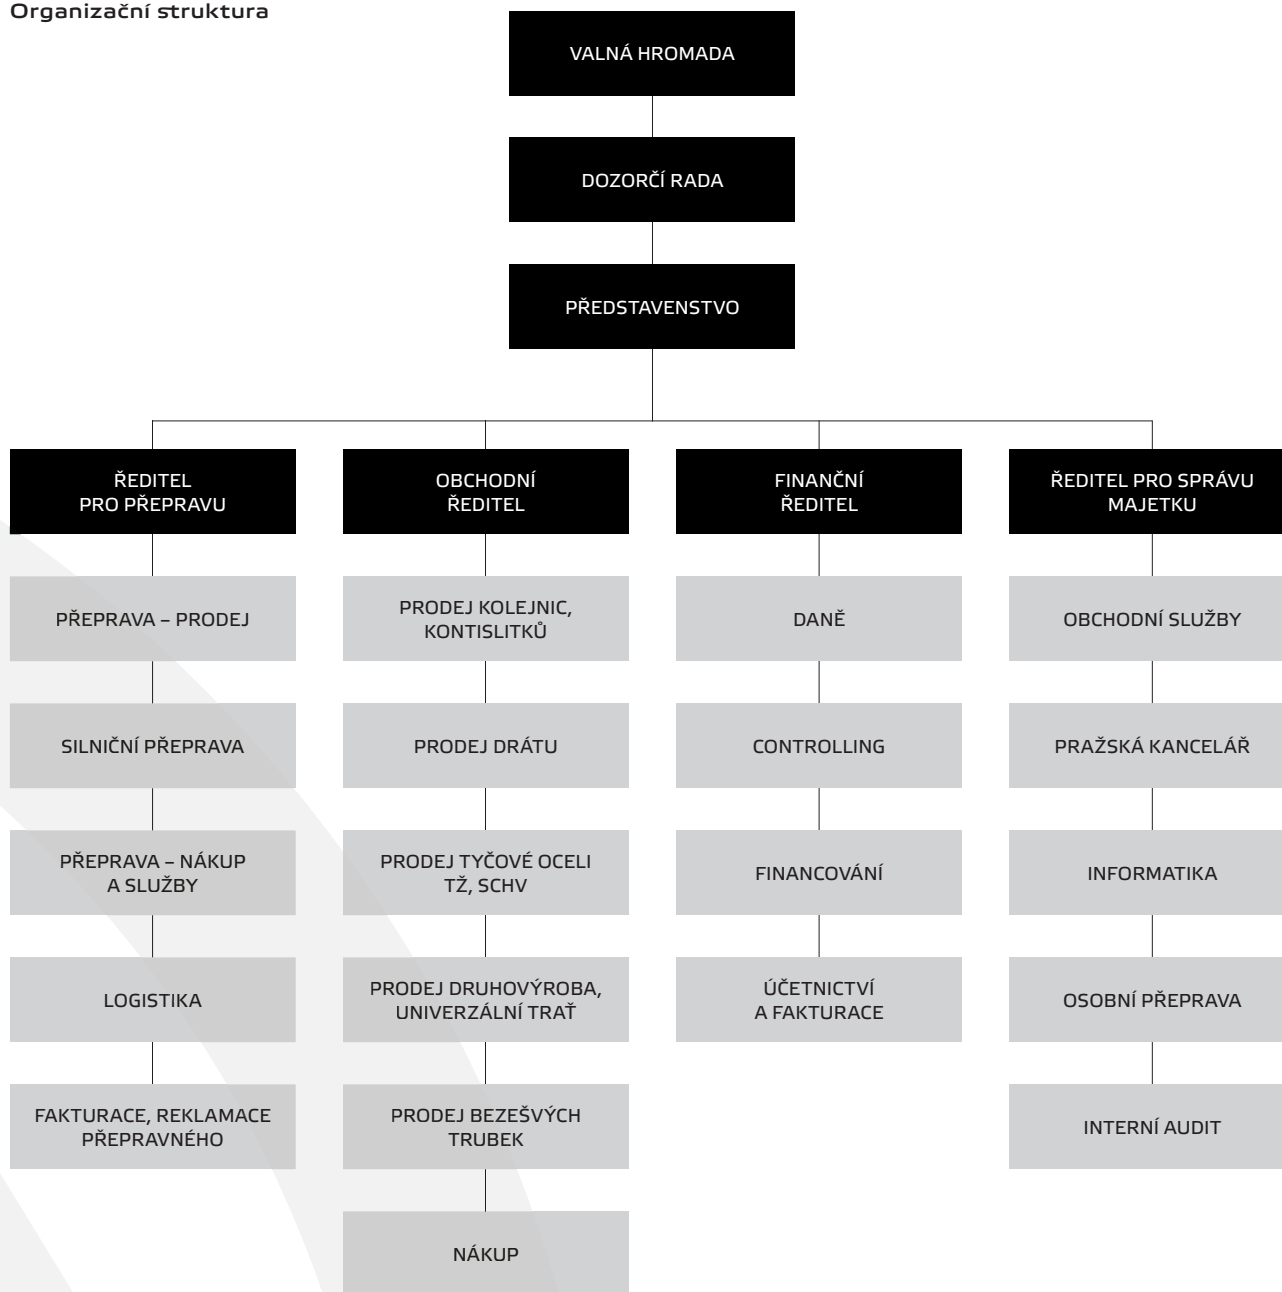 Organizační struktura
VALNÁ HROMADA
DOZORČÍ RADA
PŘEDSTAVENSTVO
ŘEDITEL
PRO PŘEPRAVU
PŘEPRAVA – PRODEJ
SILNIČNÍ PŘEPRAVA
PŘEPRAVA – NÁKUP
A SLUŽBY
LOGISTIKA
FAKTURACE, REKLAMACE
PŘEPRAVNÉHO
OBCHODNÍ
ŘEDITEL
PRODEJ KOLEJNIC,
KONTISLITKŮ
PRODEJ DRÁTU
PRODEJ TYČOVÉ OCELI
TŽ, SCHV
PRODEJ DRUHOVÝROBA,
UNIVERZÁLNÍ TRAŤ
PRODEJ BEZEŠVÝCH
TRUBEK
NÁKUP
FINANČNÍ
ŘEDITEL
DANĚ
CONTROLLING
FINANCOVÁNÍ
ÚČETNICTVÍ
A FAKTURACE
ŘEDITEL PRO SPRÁVU
MAJETKU
OBCHODNÍ SLUŽBY
PRAŽSKÁ KANCELÁŘ
INFORMATIKA
OSOBNÍ PŘEPRAVA
INTERNÍ AUDIT